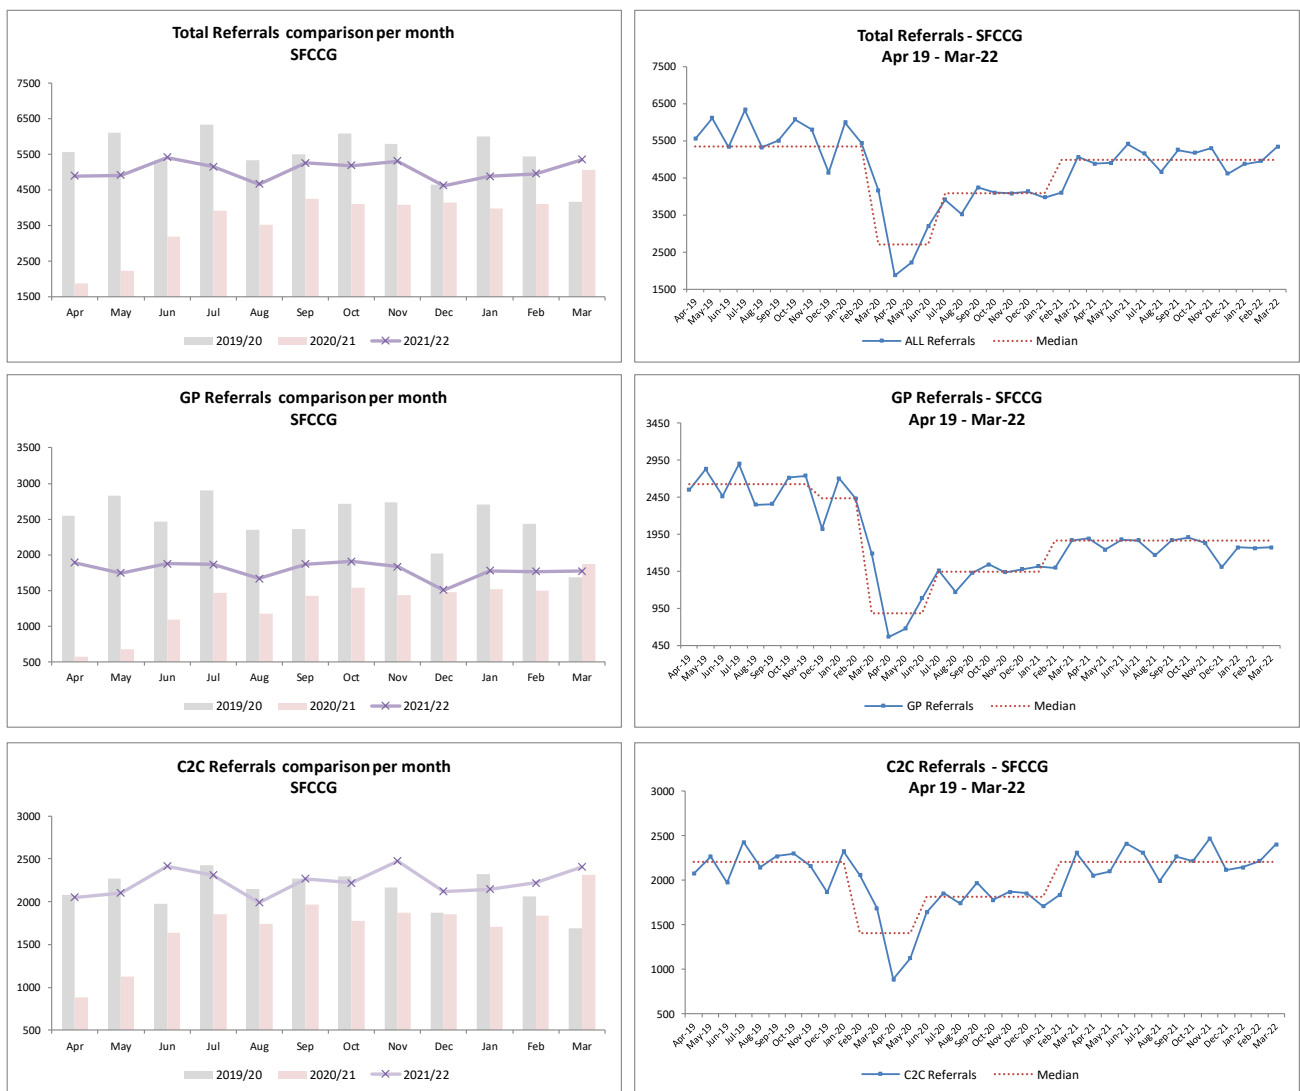 Total Referrals comparison per month
SFCCG
7500
6500
5500
4500
3500
2500
1500
Apr May Jun Jul Aug Sep Oct Nov Dec Jan Feb Mar
2019/20 2020/21 2021/22
Total Referrals - SFCCG
Apr 19 - Mar-22
7500
6500
5500
4500
3500
2500
1500
Apr-19 May-19 Jun-19 Jul-19 Aug-19 Sep-19 Oct-19 Nov-19 Dec-19 Jan-20 Feb-20 Mar-20 Apr-20 May-20 Jun-20 Jul-20 Aug-20 Sep-20 Oct-20 Nov-20 Dec-20 Jan-21 Feb-21 Mar-21 Apr-21 May-21 Jun-21 Jul-21 Aug-21 Sep-21 Oct-21 Nov-21 Dec-21 Jan-22 Feb-22 Mar-22
ALL Referrals Median
GP Referrals comparison per month
SFCCG
3500
3000
2500
2000
1500
1000
500
Apr May Jun Jul Aug Sep Oct Nov Dec Jan Feb Mar
2019/20 2020/21 2021/22
GP Referrals - SFCCG
Apr 19 - Mar-22
3450
2950
2450
1950
1450
950
450
Apr-19 May-19 Jun-19 Jul-19 Aug-19 Sep-19 Oct-19 Nov-19 Dec-19 Jan-20 Feb-20 Mar-20 Apr-20 May-20 Jun-20 Jul-20 Aug-20 Sep-20 Oct-20 Nov-20 Dec-20 Jan-21 Feb-21 Mar-21 Apr-21 May-21 Jun-21 Jul-21 Aug-21 Sep-21 Oct-21 Nov-21 Dec-21 Jan-22 Feb-22 Mar-22
GP Referrals Median
C2C Referrals comparison per month
SFCCG
3000
2500
2000
1500
1000
500
Apr May Jun Jul Aug Sep Oct Nov Dec Jan Feb Mar
2019/20 2020/21 2021/22
C2C Referrals - SFCCG
Apr 19 - Mar-22
3000
2500
2000
1500
1000
500
Apr-19 May-19 Jun-19 Jul-19 Aug-19 Sep-19 Oct-19 Nov-19 Dec-19 Jan-20 Feb-20 Mar-20 Apr-20 May-20 Jun-20 Jul-20 Aug-20 Sep-20 Oct-20 Nov-20 Dec-20 Jan-21 Feb-21 Mar-21 Apr-21 May-21 Jun-21 Jul-21 Aug-21 Sep-21 Oct-21 Nov-21 Dec-21 Jan-22 Feb-22 Mar-22
C2C Referrals Median